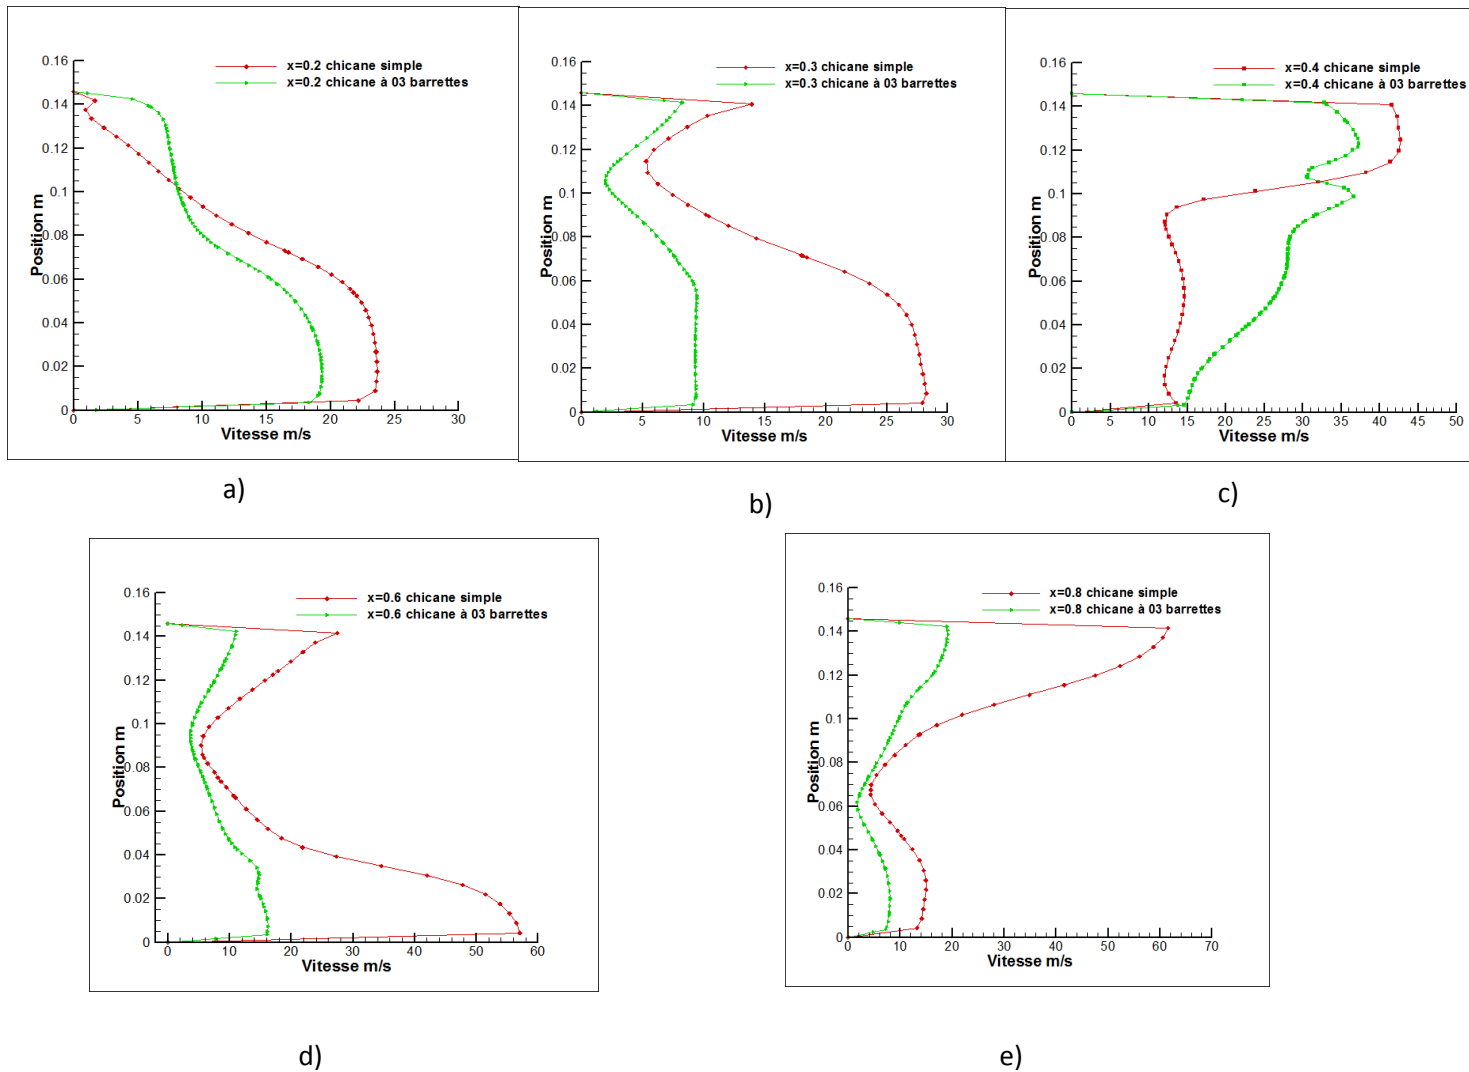 x=0.2 chicane simple
x=0.2 chicane à 03 barrettes
Position m
0.16
0.14
0.12
0.1
0.08
0.06
0.04
0.02
0
0 5 10 15 20 25 30
Vitesse m/s
a)
x=0.3 chicane simple
x=0.3 chicane à 03 barrettes
Position m
0.16
0.14
0.12
0.1
0.08
0.06
0.04
0.02
0
0 5 10 15 20 25 30
Vitesse m/s
b)
x=0.4 chicane simple
x=0.4 chicane à 03 barrettes
Position m
0.16
0.14
0.12
0.1
0.08
0.06
0.04
0.02
0
0 5 10 15 20 25 30 35 40 45 50
Vitesse m/s
c)
x=0.6 chicane simple
x=0.6 chicane à 03 barrettes
Position m
0.16
0.14
0.12
0.1
0.08
0.06
0.04
0.02
0
0 10 20 30 40 50 60
Vitesse m/s
d)
x=0.8 chicane simple
x=0.8 chicane à 03 barrettes
Position m
0.16
0.14
0.12
0.1
0.08
0.06
0.04
0.02
0
0 10 20 30 40 50 60 70
Vitesse m/s
e)